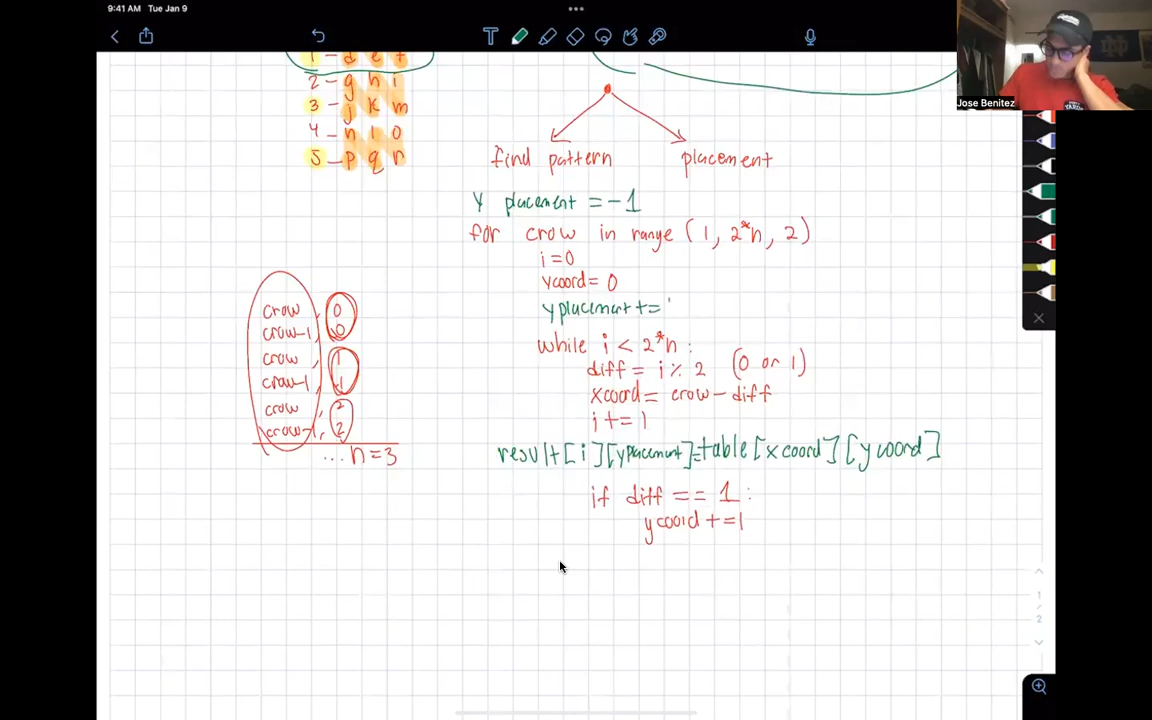 9:41 AM Tue Jan 9
Jose Benitez
1 - d e f
2 - g h i
3 - j k m
4 - n l o
5 - p q r
find pattern
placement
y placement = -1
for crow in range (1, 2*n, 2)
i=0
ycoord= 0
yplacement+= '
while i < 2*n :
diff = i % 2 (0 or 1)
xcoord= crow-diff
i += 1
result[i][yplacement]=table[xcoord][ycoord]
if diff == 1:
ycoord +=1
crow, 0
crow-1, 0
crow, 1
crow-1, 1
crow, 2
crow-1, 2
... n=3
1
2